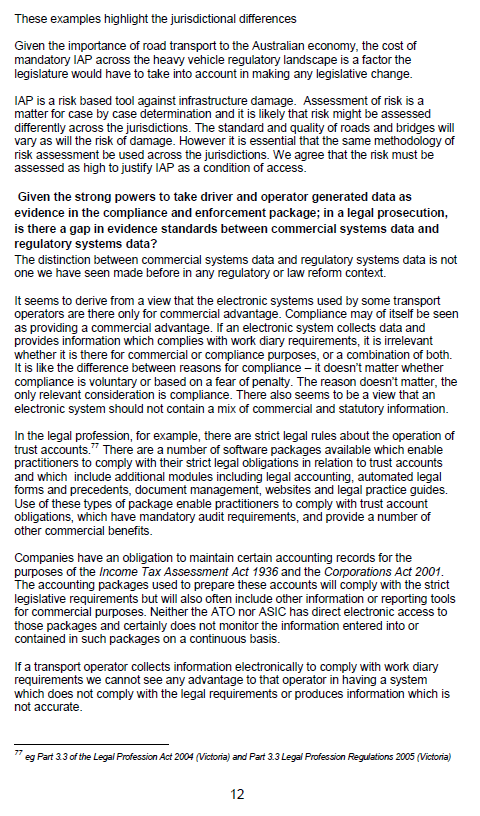 These examples highlight the jurisdictional differences
Given the importance of road transport to the Australian economy, the cost of
mandatory IAP across the heavy vehicle regulatory landscape is a factor the
legislature would have to take into account in making any legislative change.
IAP is a risk based tool against infrastructure damage.  Assessment of risk is a
matter for case by case determination and it is likely that risk might be assessed
differently across the jurisdictions. The standard and quality of roads and bridges will
vary as will the risk of damage. However it is essential that the same methodology of
risk assessment be used across the jurisdictions. We agree that the risk must be
assessed as high to justify IAP as a condition of access.
Given the strong powers to take driver and operator generated data as
evidence in the compliance and enforcement package; in a legal prosecution,
is there a gap in evidence standards between commercial systems data and
regulatory systems data?
The distinction between commercial systems data and regulatory systems data is not
one we have seen made before in any regulatory or law reform context.
It seems to derive from a view that the electronic systems used by some transport
operators are there only for commercial advantage. Compliance may of itself be seen
as providing a commercial advantage. If an electronic system collects data and
provides information which complies with work diary requirements, it is irrelevant
whether it is there for commercial or compliance purposes, or a combination of both.
It is like the difference between reasons for compliance – it doesn't matter whether
compliance is voluntary or based on a fear of penalty. The reason doesn't matter, the
only relevant consideration is compliance. There also seems to be a view that an
electronic system should not contain a mix of commercial and statutory information.
In the legal profession, for example, there are strict legal rules about the operation of
trust accounts.77 There are a number of software packages available which enable
practitioners to comply with their strict legal obligations in relation to trust accounts
and which  include additional modules including legal accounting, automated legal
forms and precedents, document management, websites and legal practice guides.
Use of these types of package enable practitioners to comply with trust account
obligations, which have mandatory audit requirements, and provide a number of
other commercial benefits.
Companies have an obligation to maintain certain accounting records for the
purposes of the Income Tax Assessment Act 1936 and the Corporations Act 2001.
The accounting packages used to prepare these accounts will comply with the strict
legislative requirements but will also often include other information or reporting tools
for commercial purposes. Neither the ATO nor ASIC has direct electronic access to
those packages and certainly does not monitor the information entered into or
contained in such packages on a continuous basis.
If a transport operator collects information electronically to comply with work diary
requirements we cannot see any advantage to that operator in having a system
which does not comply with the legal requirements or produces information which is
not accurate.
77 eg Part 3.3 of the Legal Profession Act 2004 (Victoria) and Part 3.3 Legal Profession Regulations 2005 (Victoria)
12